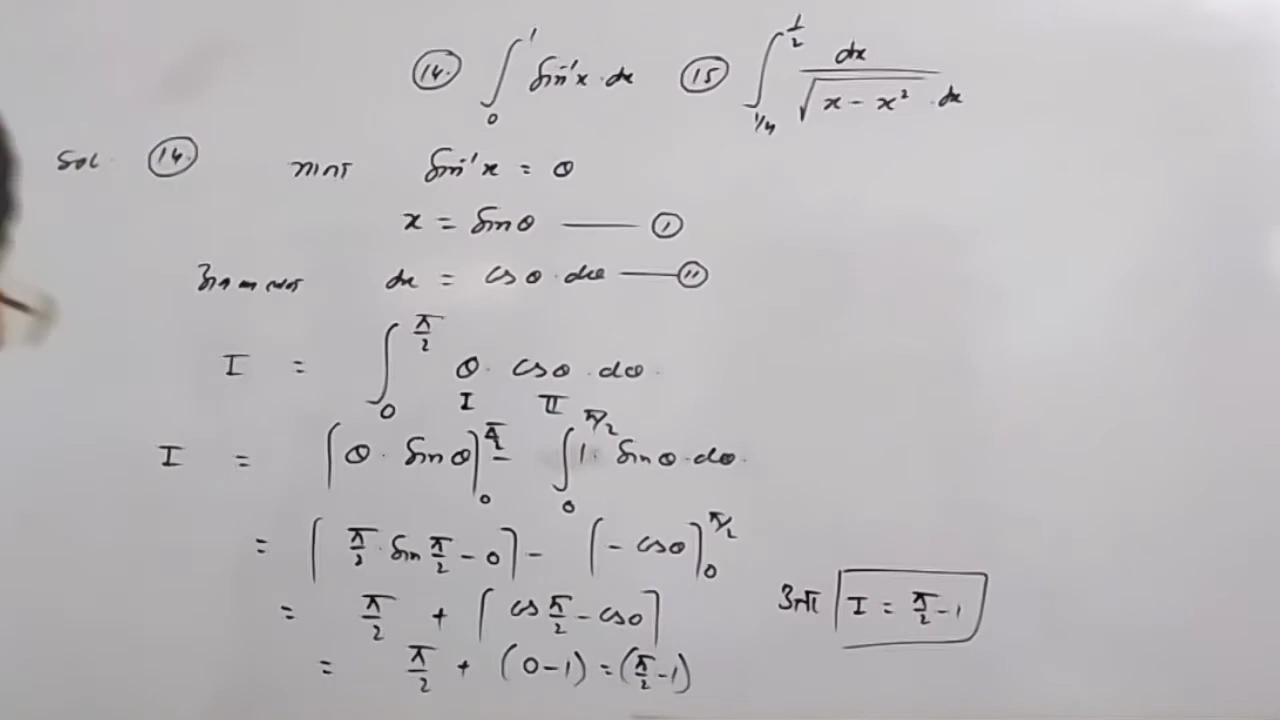 (14.) ∫₀¹ sin⁻¹x · dx (15) ∫_{1/4}^{1/2} dx / √(x - x²) · dx
Sol. (14.) माना sin⁻¹x = θ
x = sinθ —— (I)
dx = cosθ · dθ —— (II)
I = ∫₀^{π/2} θ · cosθ · dθ
I II
I = [θ · sinθ]₀^{π/2} - ∫₀^{π/2} 1 · sinθ · dθ
= [π/2 · sin π/2 - 0] - [-cosθ]₀^{π/2}
= π/2 + [cos π/2 - cos 0]
= π/2 + (0 - 1) = (π/2 - 1)
उत्तर I = π/2 - 1